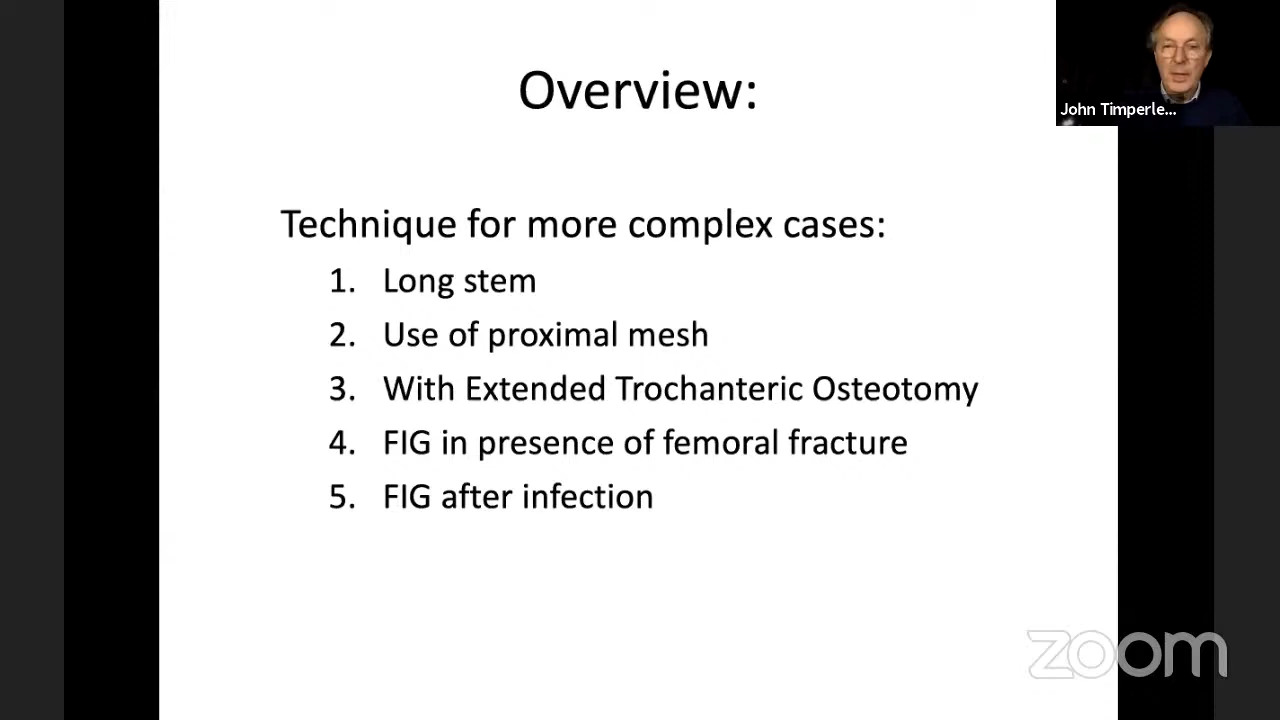 Overview:
John Timperle...
Technique for more complex cases:
1. Long stem
2. Use of proximal mesh
3. With Extended Trochanteric Osteotomy
4. FIG in presence of femoral fracture
5. FIG after infection
zoom